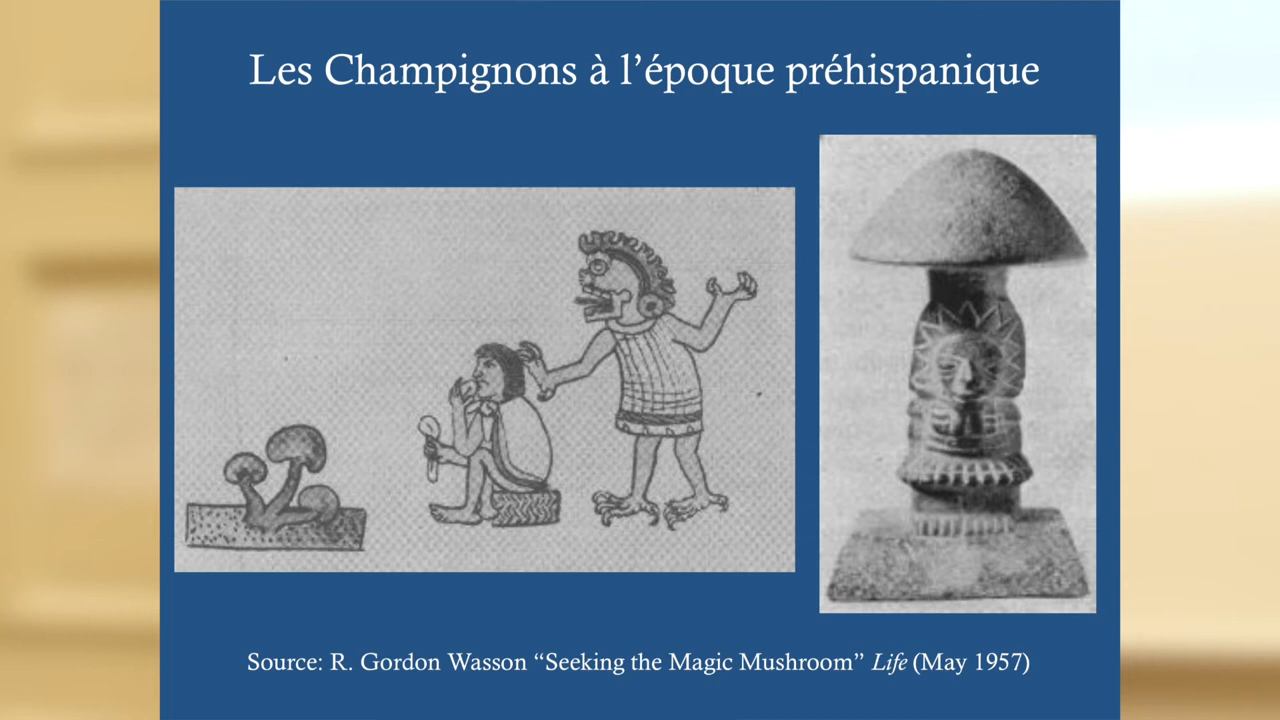 Les Champignons à l’époque préhispanique
Source: R. Gordon Wasson “Seeking the Magic Mushroom” Life (May 1957)